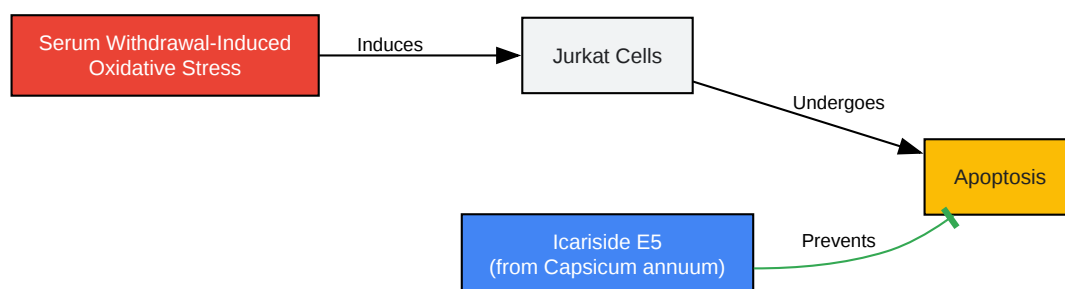 Serum Withdrawal-Induced
Oxidative Stress
Induces
Jurkat Cells
Undergoes
Apoptosis
Icariside E5
(from Capsicum annuum)
Prevents